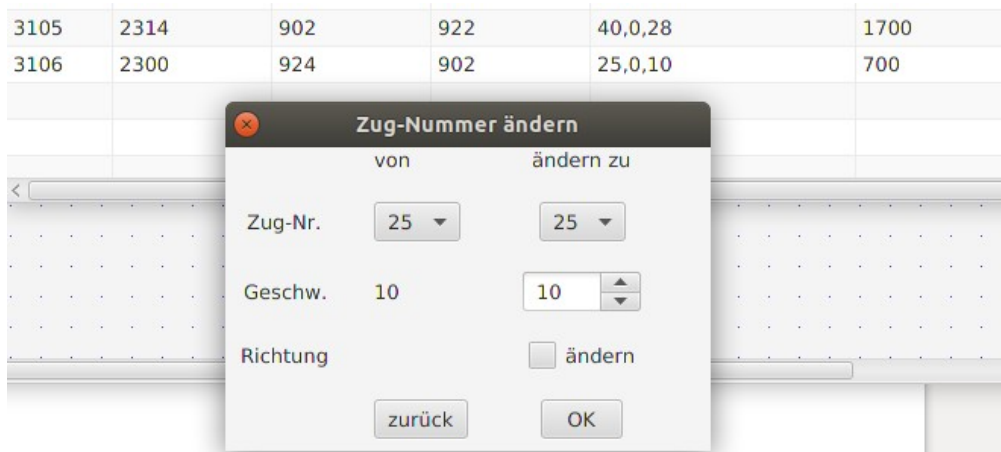 3105 2314 902 922 40,0,28 1700
3106 2300 924 902 25,0,10 700
Zug-Nummer ändern
von ändern zu
Zug-Nr. 25 25
Geschw. 10 10
Richtung ändern
zurück OK